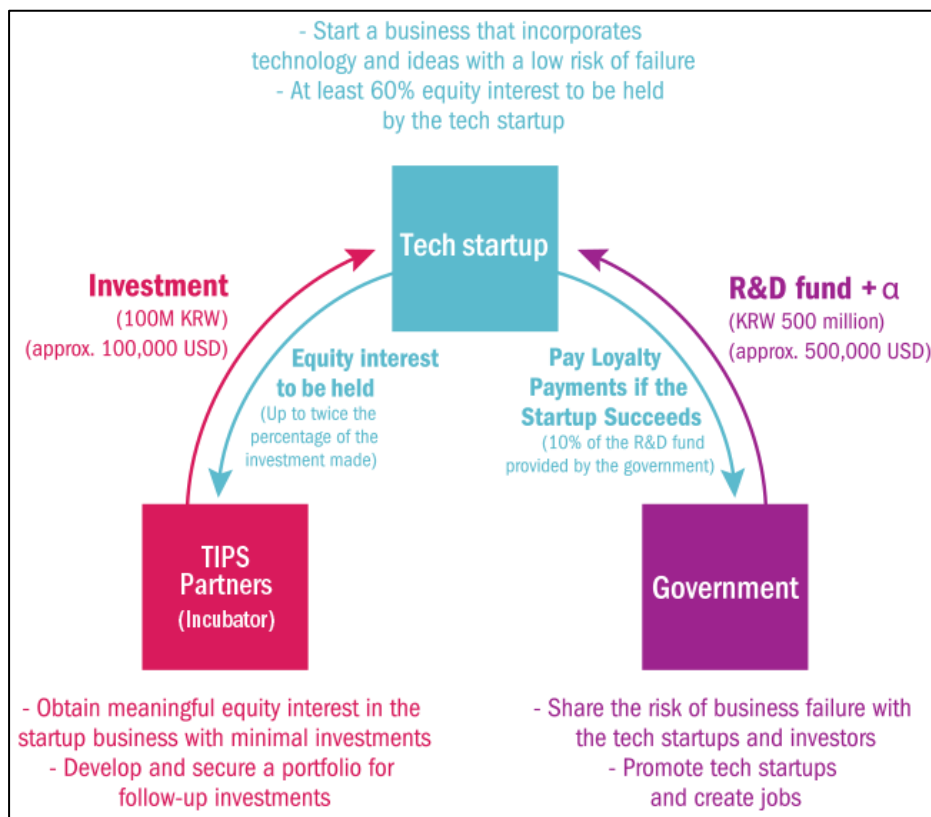 - Start a business that incorporates
technology and ideas with a low risk of failure
- At least 60% equity interest to be held
by the tech startup
Tech startup
Investment
(100M KRW)
(approx. 100,000 USD)
Equity interest
to be held
(Up to twice the
percentage of the
investment made)
Pay Loyalty
Payments if the
Startup Succeeds
(10% of the R&D fund
provided by the government)
R&D fund + α
(KRW 500 million)
(approx. 500,000 USD)
TIPS
Partners
(Incubator)
Government
- Obtain meaningful equity interest in the
startup business with minimal investments
- Develop and secure a portfolio for
follow-up investments
- Share the risk of business failure with
the tech startups and investors
- Promote tech startups
and create jobs